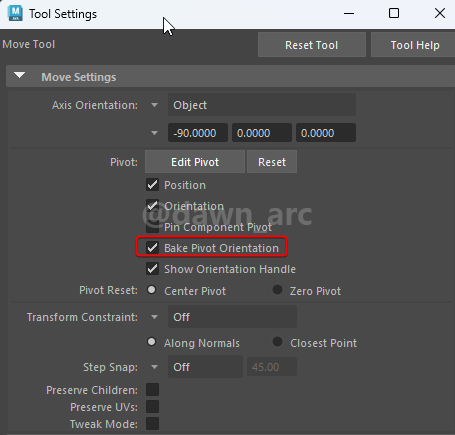 Tool Settings
Move Tool
Reset Tool
Tool Help
Move Settings
Axis Orientation: Object
-90.0000 0.0000 0.0000
Pivot: Edit Pivot Reset
Position
Orientation
@dawn_arc
Pin Component Pivot
Bake Pivot Orientation
Show Orientation Handle
Pivot Reset: Center Pivot Zero Pivot
Transform Constraint: Off
Along Normals Closest Point
Step Snap: Off 45.00
Preserve Children:
Preserve UVs:
Tweak Mode: